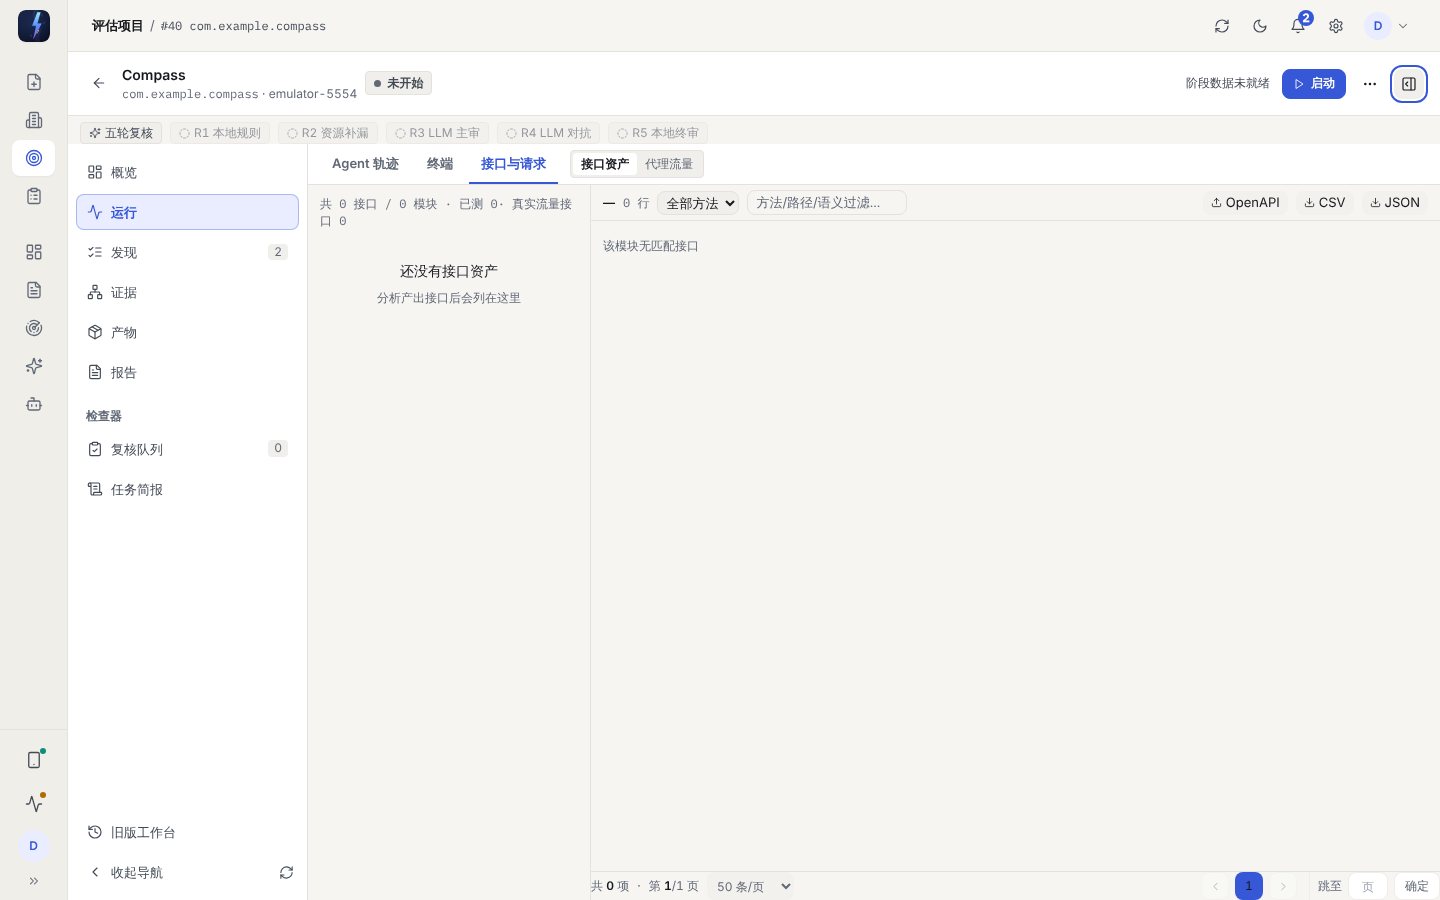 评估项目 / #40 com.example.compass
2
D
Compass
com.example.compass · emulator-5554
未开始
阶段数据未就绪
启动
五轮复核
R1 本地规则
R2 资源补漏
R3 LLM 主审
R4 LLM 对抗
R5 本地终审
概览
运行
发现 2
证据
产物
报告
检查器
复核队列 0
任务简报
旧版工作台
收起导航
D
Agent 轨迹
终端
接口与请求
接口资产
代理流量
共 0 接口 / 0 模块 · 已测 0· 真实流量接
口 0
还没有接口资产
分析产出接口后会列在这里
— 0 行
全部方法
方法/路径/语义过滤...
OpenAPI
CSV
JSON
该模块无匹配接口
共 0 项 · 第 1/1 页
50 条/页
1
跳至
页
确定